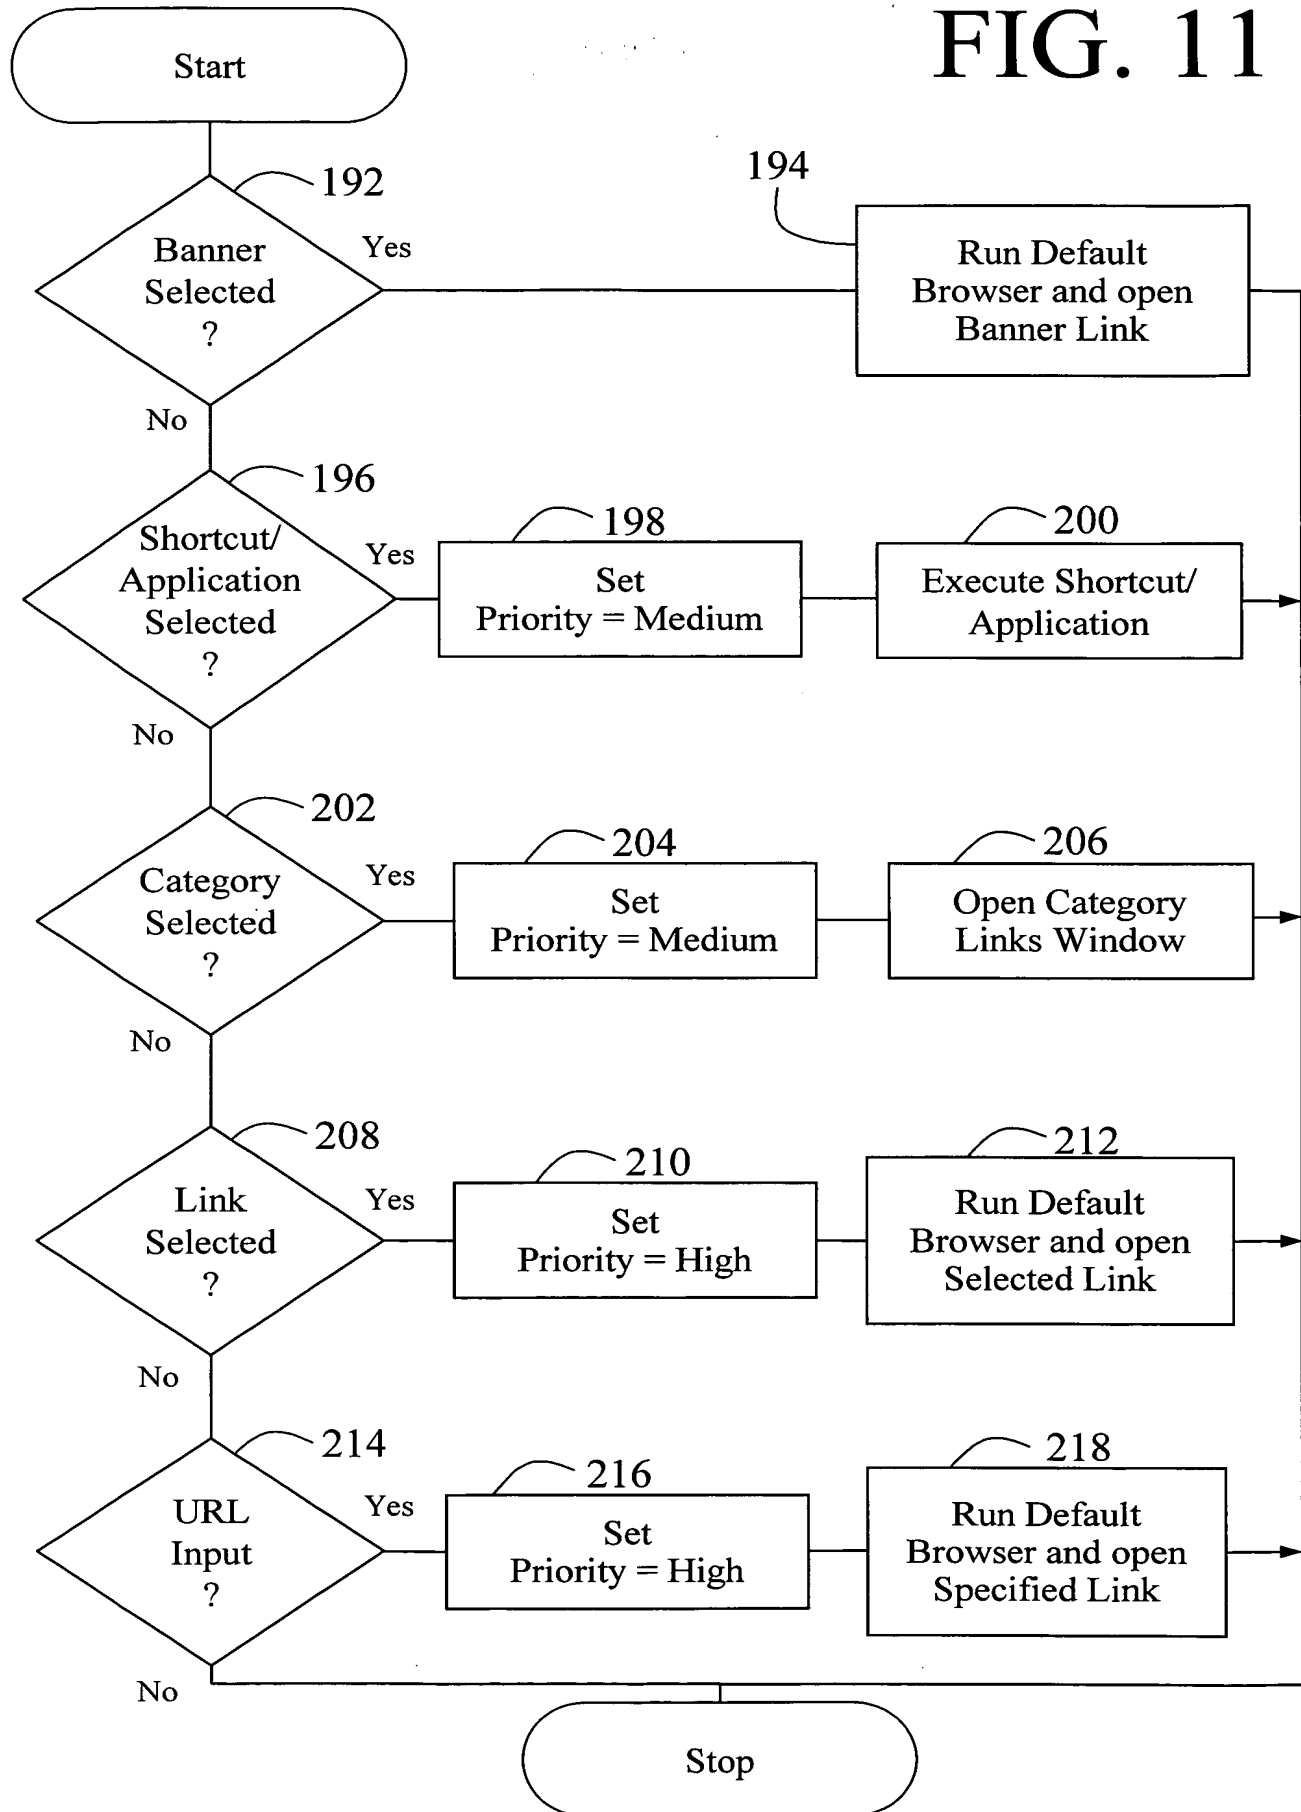 FIG. 11
Start
192
Banner
Selected
?
Yes
No
194
Run Default
Browser and open
Banner Link
196
Shortcut/
Application
Selected
?
Yes
No
198
Set
Priority = Medium
200
Execute Shortcut/
Application
202
Category
Selected
?
Yes
No
204
Set
Priority = Medium
206
Open Category
Links Window
208
Link
Selected
?
Yes
No
210
Set
Priority = High
212
Run Default
Browser and open
Selected Link
214
URL
Input
?
Yes
No
216
Set
Priority = High
218
Run Default
Browser and open
Specified Link
Stop